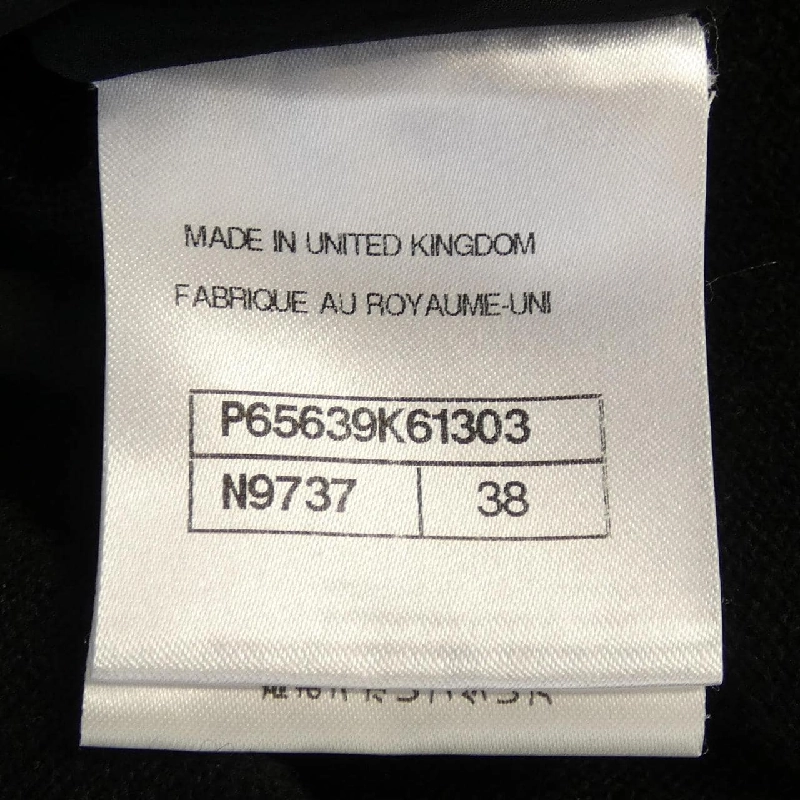 MADE IN UNITED KINGDOM
FABRIQUE AU ROYAUME-UNI
P65639K61303
N9737 38